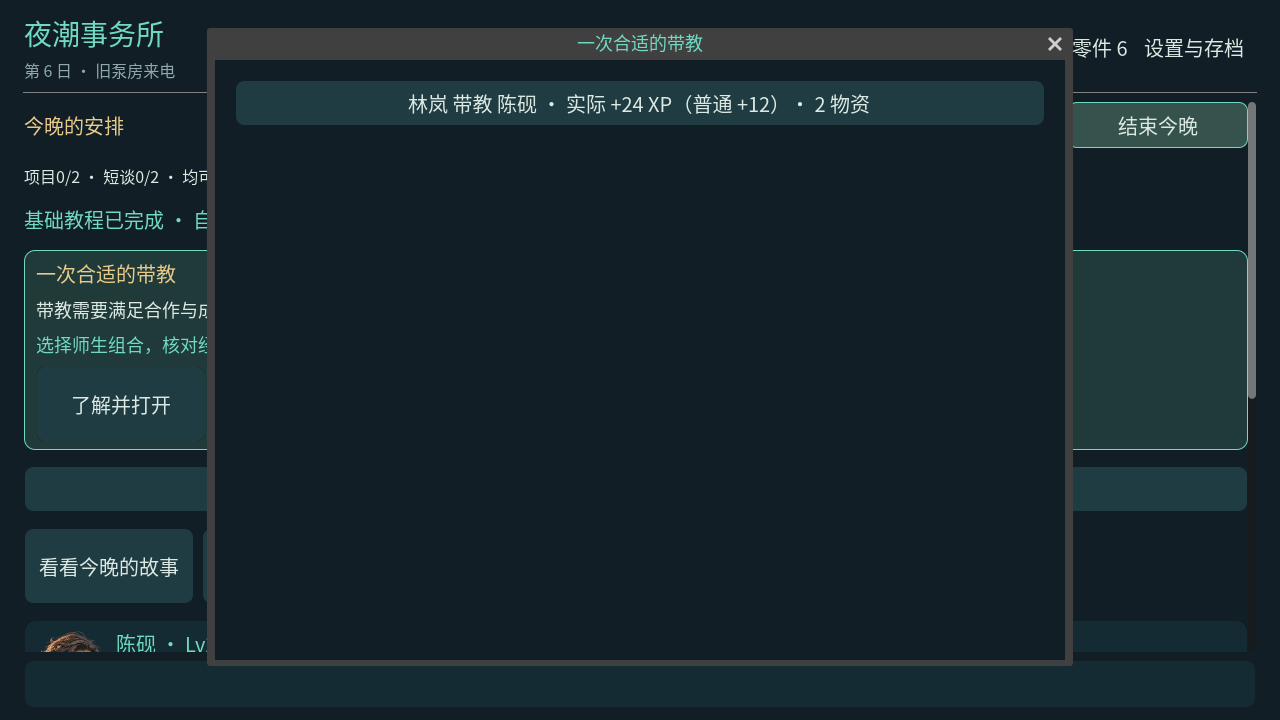 夜潮事务所
第 6 日 · 旧泵房来电
零件 6 设置与存档
一次合适的带教
林岚 带教 陈砚 · 实际 +24 XP（普通 +12） · 2 物资
今晚的安排
结束今晚
项目0/2 · 短谈0/2 · 均可
基础教程已完成 · 自
一次合适的带教
带教需要满足合作与成
选择师生组合，核对经
了解并打开
看看今晚的故事
陈砚 · Lv